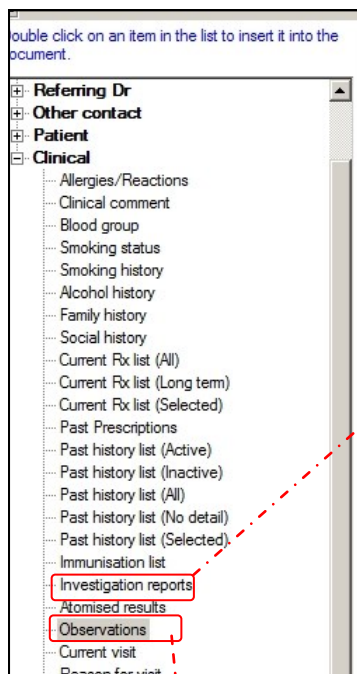 ouble click on an item in the list to insert it into the
ocument.
Referring Dr
Other contact
Patient
Clinical
Allergies/Reactions
Clinical comment
Blood group
Smoking status
Smoking history
Alcohol history
Family history
Social history
Current Rx list (All)
Current Rx list (Long term)
Current Rx list (Selected)
Past Prescriptions
Past history list (Active)
Past history list (Inactive)
Past history list (All)
Past history list (No detail)
Past history list (Selected)
Immunisation list
Investigation reports
Atomised results
Observations
Current visit
Reason for visit